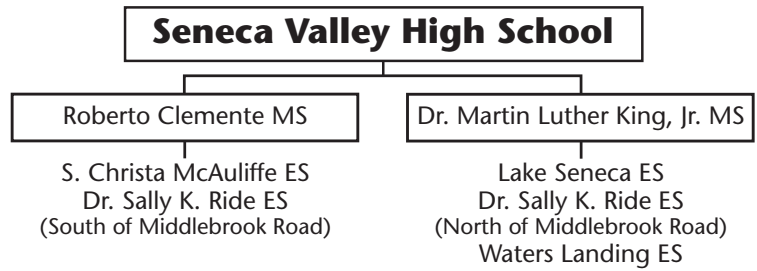 Seneca Valley High School
Roberto Clemente MS
S. Christa McAuliffe ES
Dr. Sally K. Ride ES
(South of Middlebrook Road)
Dr. Martin Luther King, Jr. MS
Lake Seneca ES
Dr. Sally K. Ride ES
(North of Middlebrook Road)
Waters Landing ES